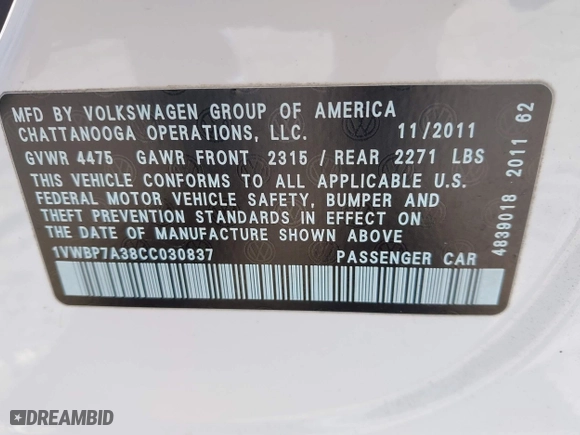 MFD BY VOLKSWAGEN GROUP OF AMERICA
CHATTANOOGA OPERATIONS, LLC. 11/2011
GVWR 4475 GAWR FRONT 2315 / REAR 2271 LBS
THIS VEHICLE CONFORMS TO ALL APPLICABLE U.S.
FEDERAL MOTOR VEHICLE SAFETY, BUMPER AND
THEFT PREVENTION STANDARDS IN EFFECT ON
THE DATE OF MANUFACTURE SHOWN ABOVE
1VWBP7A38CC030837 PASSENGER CAR
4899018 2011 62
DREAMBID